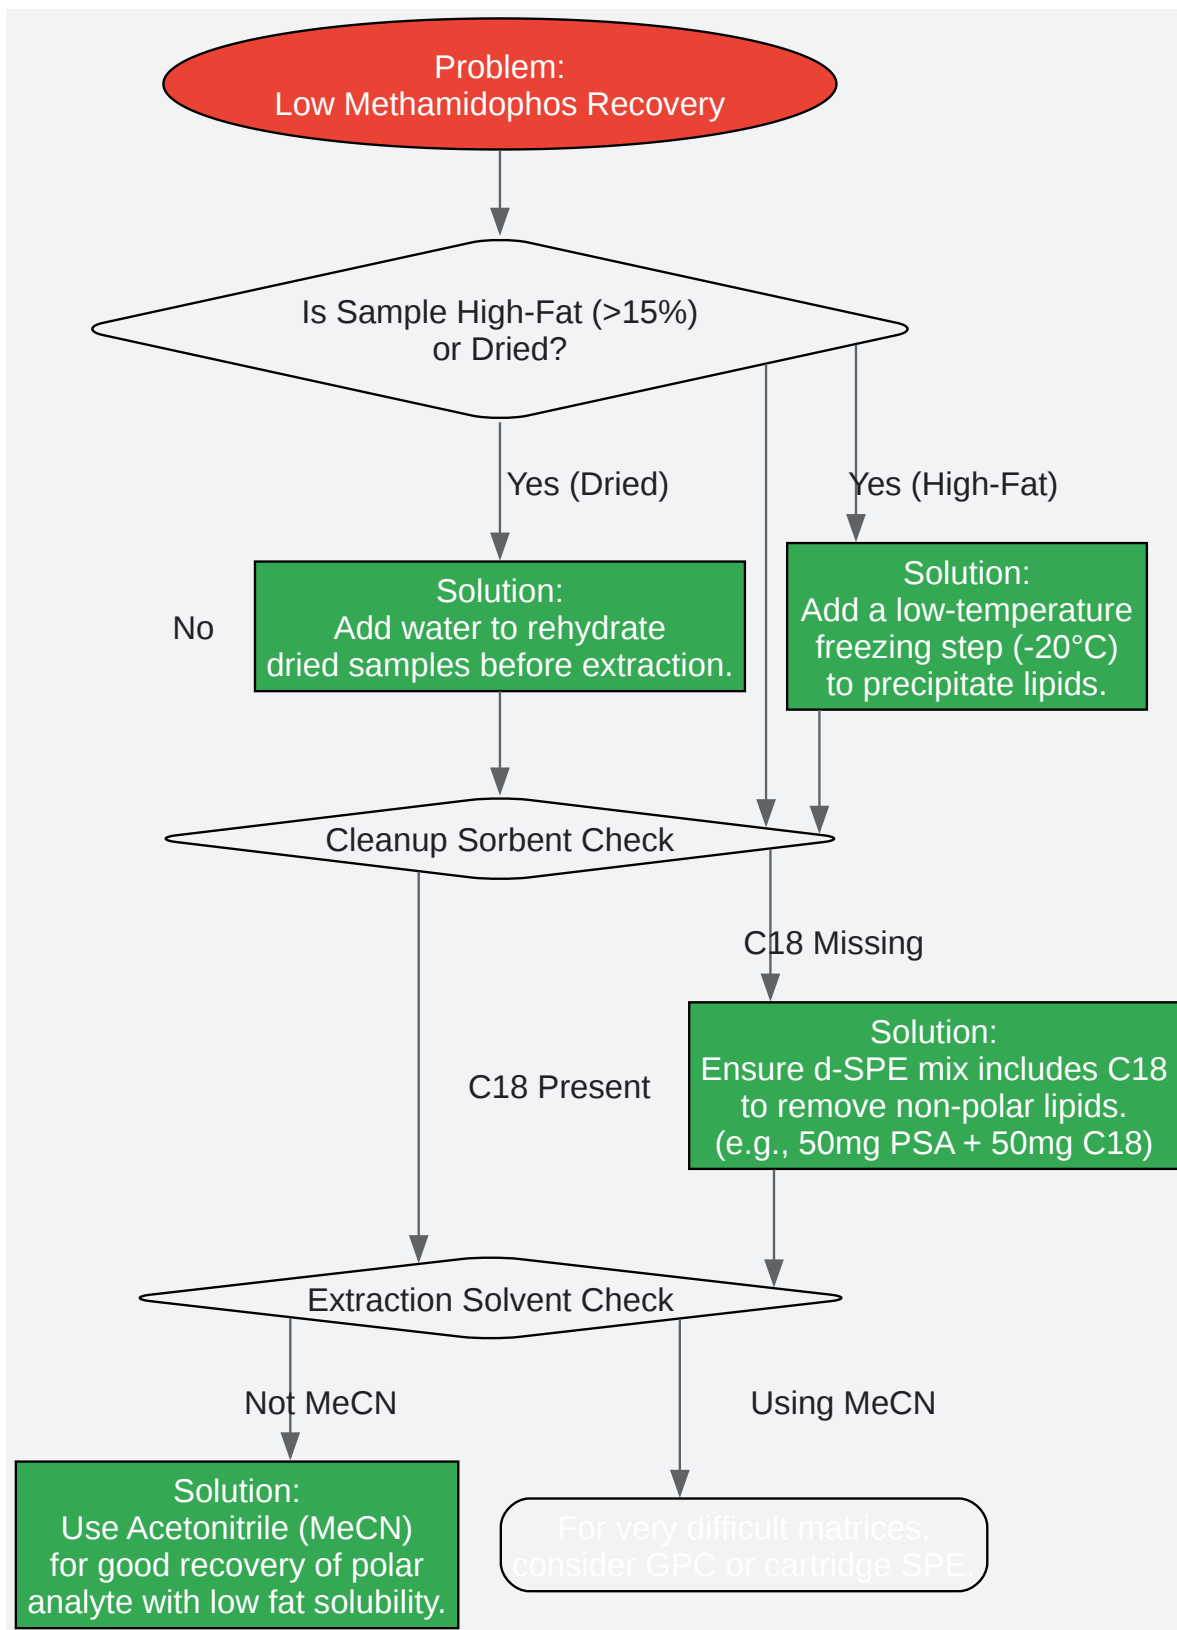 Problem:
Low Methamidophos Recovery
Is Sample High-Fat (>15%)
or Dried?
Yes (Dried)
Yes (High-Fat)
Solution:
Add a low-temperature
freezing step (-20°C)
to precipitate lipids.
No
Solution:
Add water to rehydrate
dried samples before extraction.
Cleanup Sorbent Check
C18 Missing
C18 Present
Solution:
Ensure d-SPE mix includes C18
to remove non-polar lipids.
(e.g., 50mg PSA + 50mg C18)
Extraction Solvent Check
Not MeCN
Using MeCN
Solution:
Use Acetonitrile (MeCN)
for good recovery of polar
analyte with low fat solubility.
For very difficult matrices,
consider GPC or cartridge SPE.